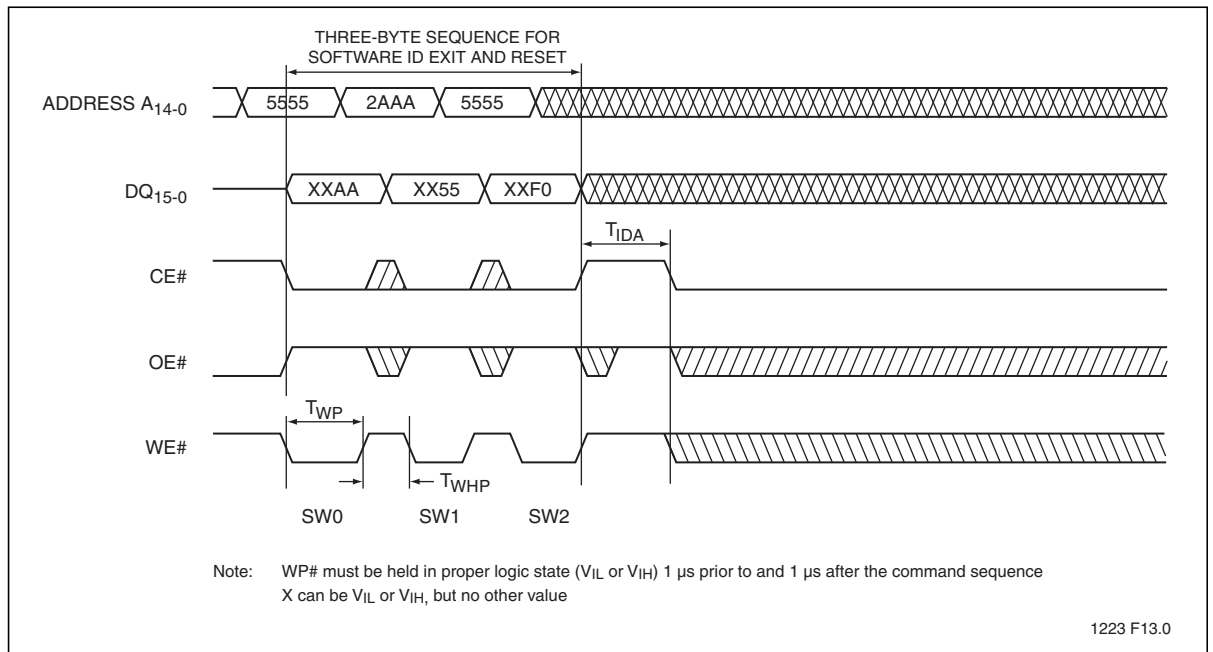 THREE-BYTE SEQUENCE FOR
SOFTWARE ID EXIT AND RESET
ADDRESS A14-0
5555 2AAA 5555
DQ15-0
XXAA XX55 XXF0
TIDA
CE#
OE#
TWP
WE#
TWHP
SW0 SW1 SW2
Note: WP# must be held in proper logic state (VIL or VIH) 1 µs prior to and 1 µs after the command sequence
X can be VIL or VIH, but no other value
1223 F13.0